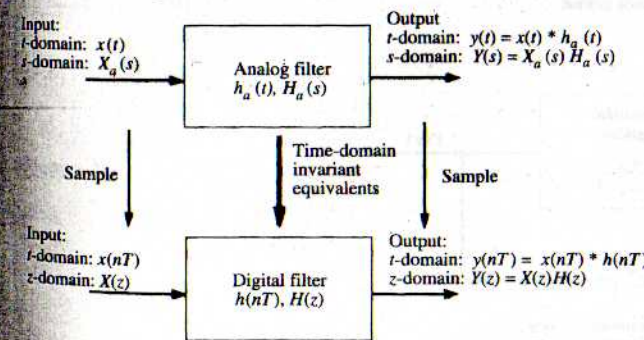 Input:
t-domain: x(t)
s-domain: Xₐ(s)
Analog filter
hₐ(t), Hₐ(s)
Output
t-domain: y(t) = x(t) * hₐ(t)
s-domain: Y(s) = Xₐ(s) Hₐ(s)
Sample
Time-domain
invariant
equivalents
Sample
Input:
t-domain: x(nT)
z-domain: X(z)
Digital filter
h(nT), H(z)
Output:
t-domain: y(nT) = x(nT) * h(nT)
z-domain: Y(z) = X(z)H(z)